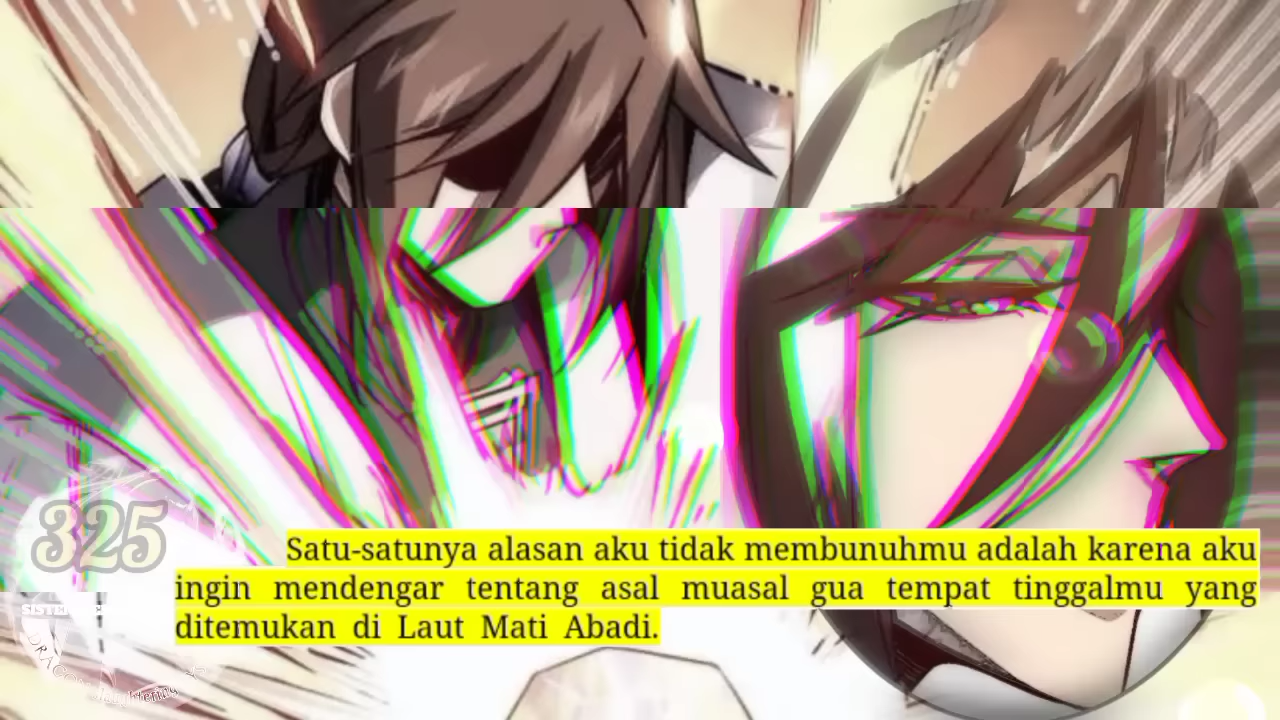 325
Satu-satunya alasan aku tidak membunuhmu adalah karena aku
ingin mendengar tentang asal muasal gua tempat tinggalmu yang
ditemukan di Laut Mati Abadi.